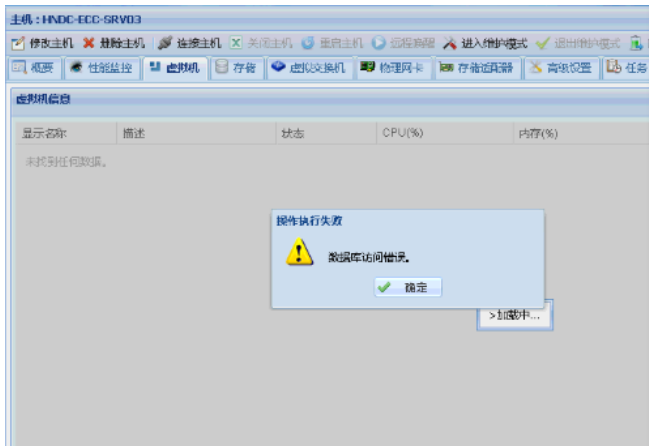 主机：HNDC-ECC-SRV03
修改主机 删除主机 连接主机 关闭主机 重启主机 远程唤醒 进入维护模式 退出维护模式
概要 性能监控 虚拟机 存储 虚拟交换机 物理网卡 存储适配器 高级设置 任务
虚拟机信息
显示名称 描述 状态 CPU(%) 内存(%)
未找到任何数据。
操作执行失败
数据库访问错误。
确定
>加载中...